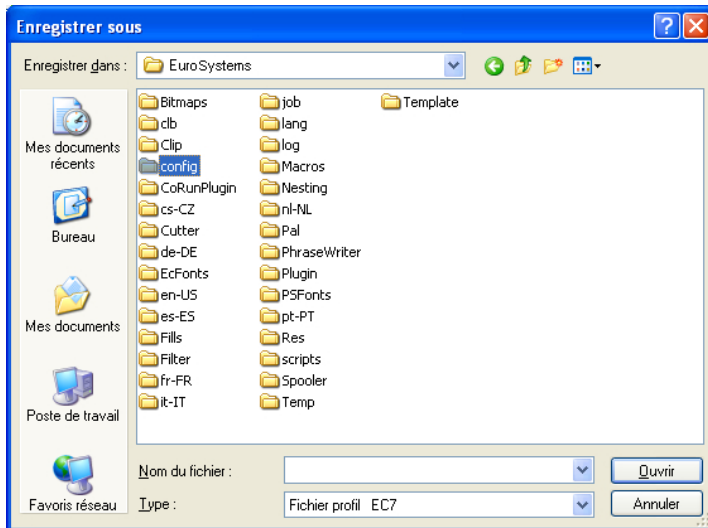 Enregistrer sous
Enregistrer dans :
EuroSystems
Mes documents
récents
Bureau
Mes documents
Poste de travail
Favoris réseau
Bitmaps
clb
Clip
config
CoRunPlugin
cs-CZ
Cutter
de-DE
EcFonts
en-US
es-ES
Fills
Filter
fr-FR
it-IT
job
lang
log
Macros
Nesting
nl-NL
Pal
PhraseWriter
Plugin
PSFonts
pt-PT
Res
scripts
Spooler
Temp
Template
Nom du fichier :
Ouvrir
Type :
Fichier profil EC7
Annuler